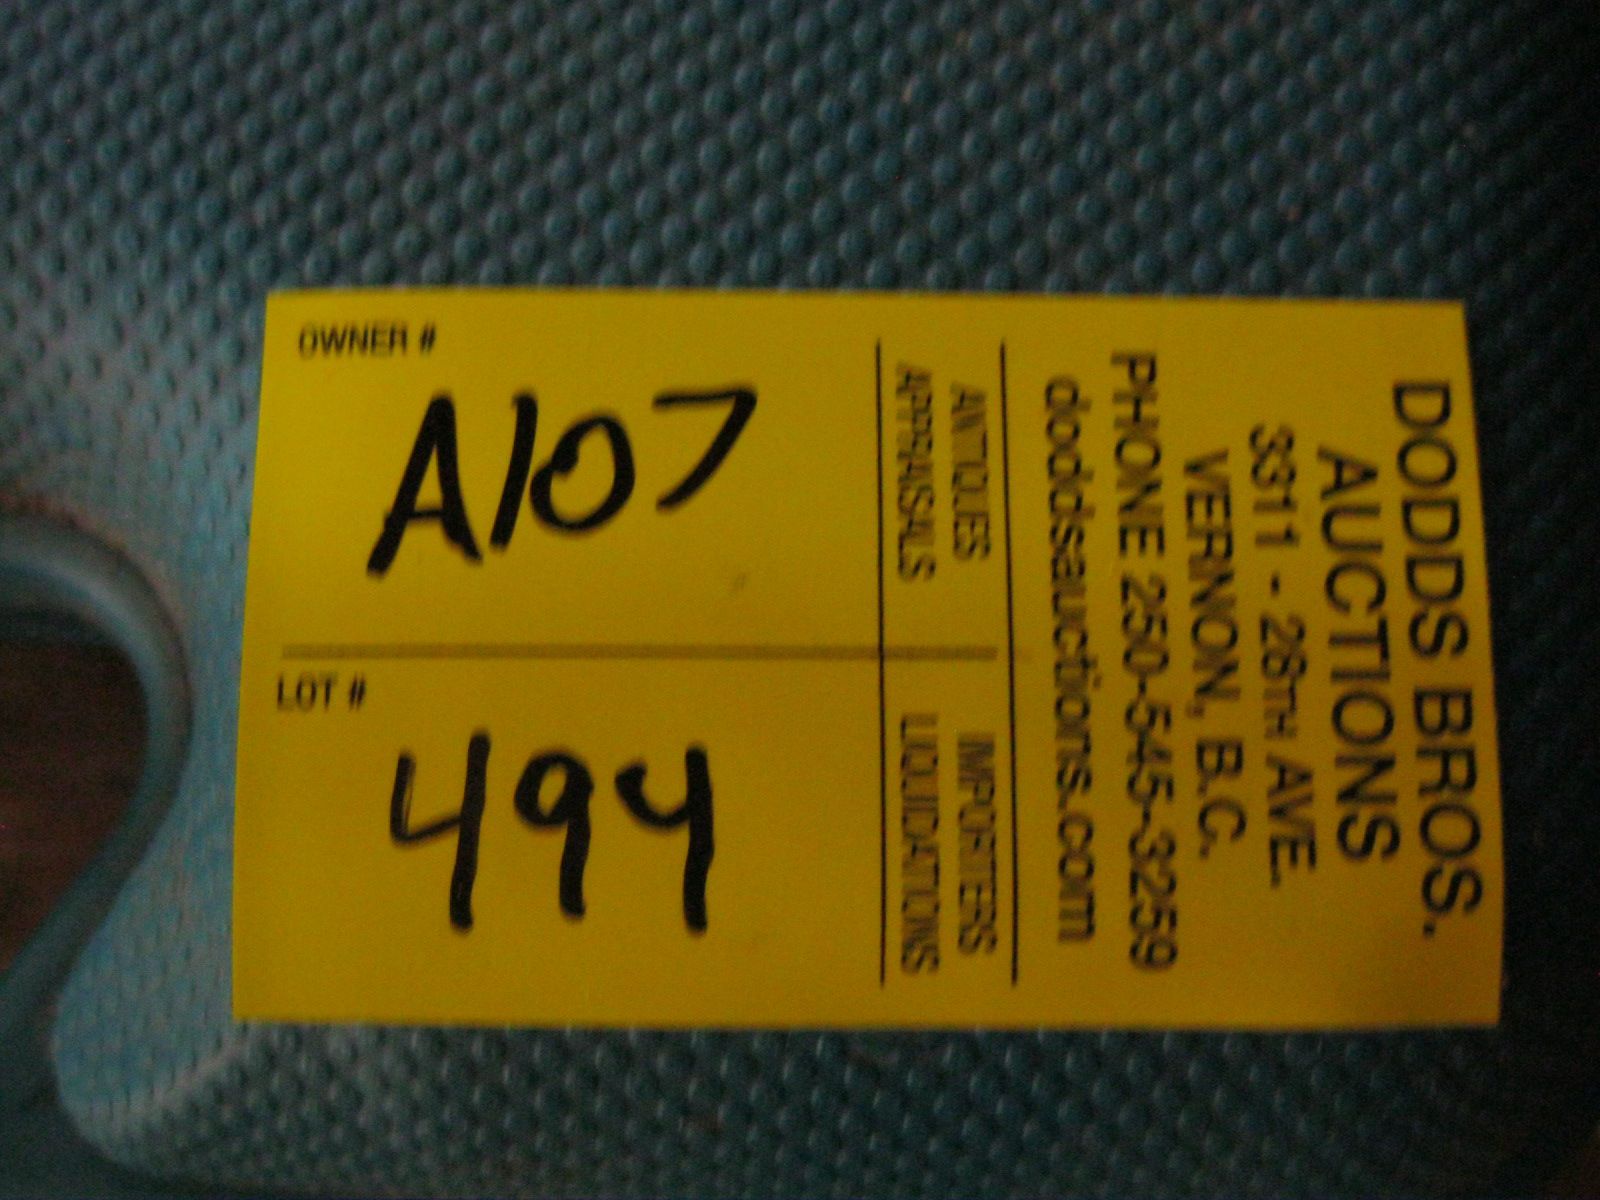 DODDS BROS.
AUCTIONS
3311 - 28TH AVE.
VERNON, B.C.
PHONE 250-545-3259
doddsauctions.com
ANTIQUES IMPORTERS
APPRAISALS LIQUIDATIONS
OWNER #
A107
LOT #
494